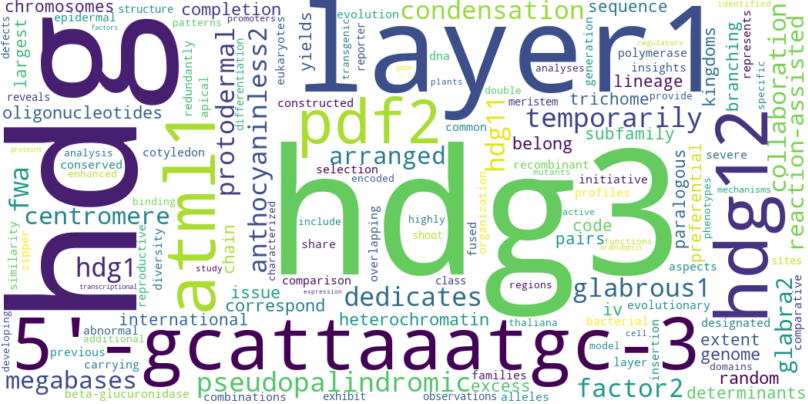 chromosomes structure completion promoters
layer1
condensation sequence identified
defects epidermal factors patterns
hdg
largest
reveals
redundantly
apical
protodermal
differentiation
anthocyaninless2
eukaryotes
yields
transgenic
reporter
evolution
dna
plants
gene
analyses
generation
polymerase
insights
regulators
kingdoms
lineage
branching
represents
specific
collaboration
reaction-assisted
oligonucleotides
atml1
pdf2
constructed
double
meristem
trichome provide
temporarily
hdg12
proteins analysis
conserved
enhanced
cotyledon
common
hdg11
subfamily
belong
severe
arranged
selection
encoded
hdg3
recombinant
mutants
initiative
profiles
organization
paralogous
preferential
phenotypes
mechanisms
fwa
binding
centromere
chain
characterized
include
share
overlapping
highly
shoot
fused
active
code
functions
arabidopsis
pairs
aspects
sites
similarity
zipper
hdg1
transcriptional
reproductive
diversity
study
comparison
class
regions
glabrous1
expression
issue
correspond
dedicates
iv
evolutionary
designated
extent
glabra2
comparative
international
heterochromatin
thaliana
bacterial
developing
5'-gcattaaatgc-3
abnormal
additional
previous
carrying
cell
model
layer
insertion
genome
domains
megabases
families
random
beta-glucuronidase
pseudopalindromic
excess
factor2
determinants
combinations
exhibit
observations
alleles